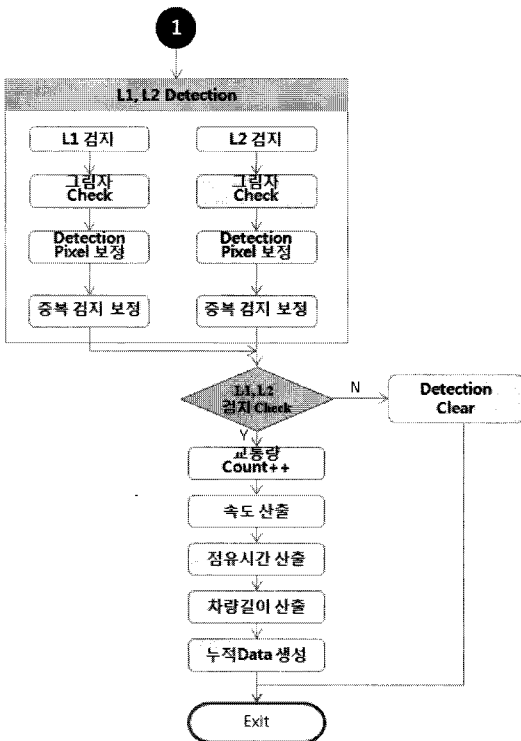 1
L1, L2 Detection
L1 검지
L2 검지
그림자
Check
그림자
Check
Detection
Pixel 보정
Detection
Pixel 보정
중복 검지 보정
중복 검지 보정
L1, L2
검지 Check
N
Detection
Clear
Y
교통량
Count++
속도 산출
점유시간 산출
차량길이 산출
누적Data 생성
Exit